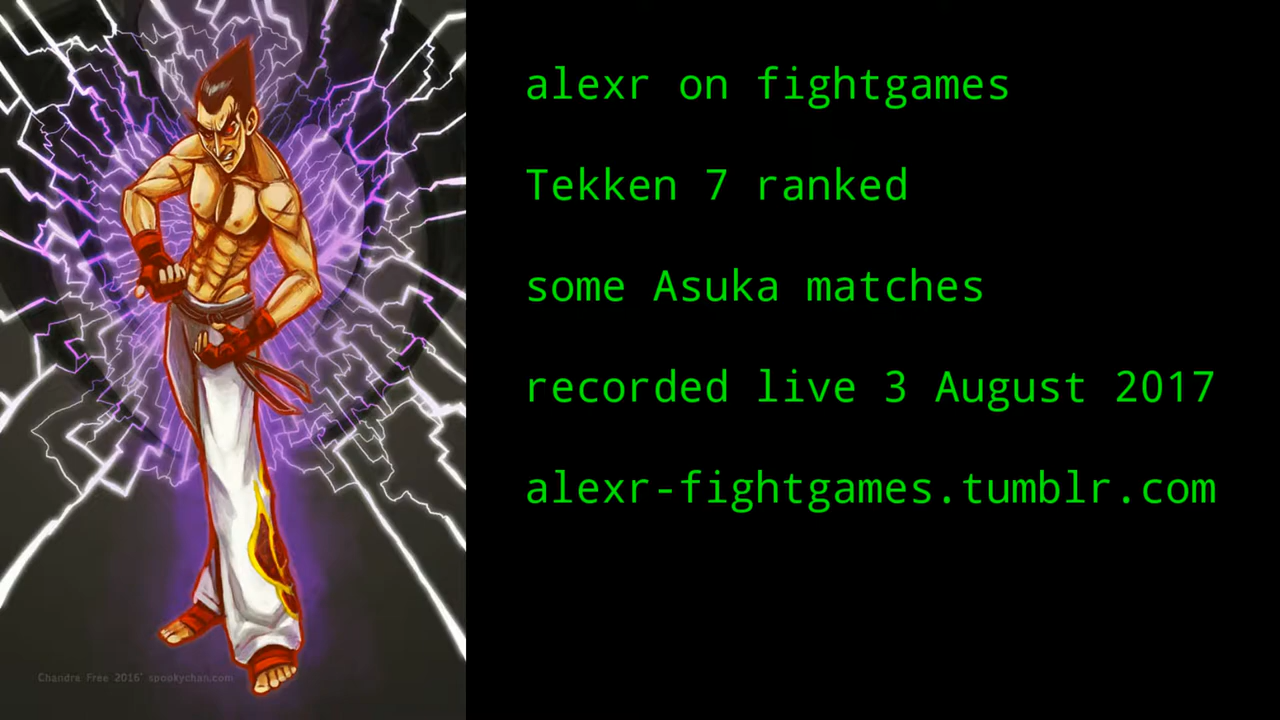 alexr on fightgames
Tekken 7 ranked
some Asuka matches
recorded live 3 August 2017
alexr-fightgames.tumblr.com
Chandra Free 2016' spookychan.com